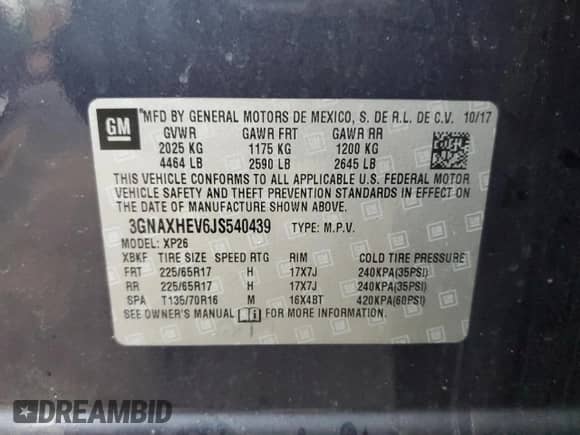 GM
® MFD BY GENERAL MOTORS DE MEXICO, S. DE R.L. DE C.V. 10/17
GVWR GAWR FRT GAWR RR
2025 KG 1175 KG 1200 KG
4464 LB 2590 LB 2645 LB
THIS VEHICLE CONFORMS TO ALL APPLICABLE U.S. FEDERAL MOTOR
VEHICLE SAFETY AND THEFT PREVENTION STANDARDS IN EFFECT ON
THE DATE OF MANUFACTURE SHOWN ABOVE.
3GNAXHEV6JS540439 TYPE: M.P.V.
MODEL: XP26
XBKF TIRE SIZE SPEED RTG RIM COLD TIRE PRESSURE
FRT 225/65R17 H 17X7J 240KPA(35PSI)
RR 225/65R17 H 17X7J 240KPA(35PSI)
SPA T135/70R16 M 16X4BT 420KPA(60PSI)
SEE OWNER'S MANUAL FOR MORE INFORMATION.
DREAMBID